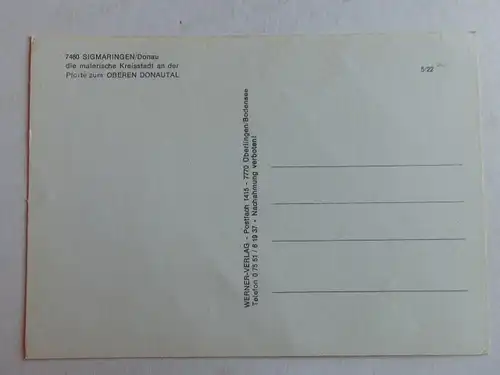 7480 SIGMARINGEN/Donau
die malerische Kreisstadt an der
Pforte zum OBEREN DONAUTAL
5/22
WERNER-VERLAG - Postfach 1415 - 7770 Überlingen/Bodensee
Telefon 0 75 51 / 6 19 37 - Nachahmung verboten!